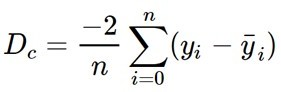 D_c = \frac{-2}{n} \sum_{i=0}^{n} (y_i - \bar{y}_i)